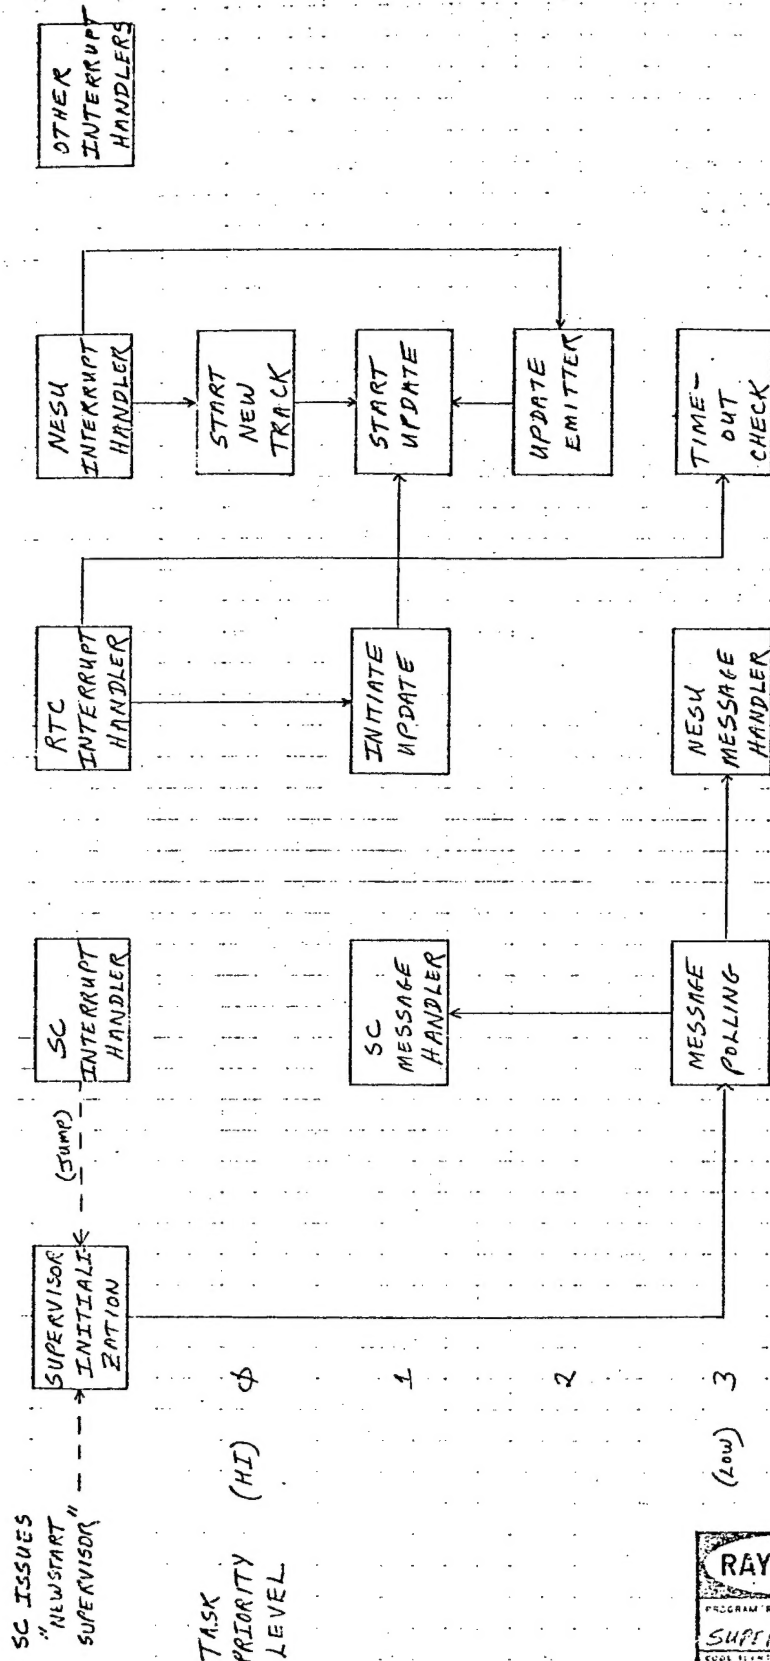 SC ISSUES
"NEWSTART
SUPERVISOR"
SUPERVISOR
INITIALI-
ZATION
(JUMP)
SC
INTERRUPT
HANDLER
RTC
INTERRUPT
HANDLER
NESU
INTERRUPT
HANDLER
OTHER
INTERRUPT
HANDLERS
TASK
PRIORITY
LEVEL
(HI) 0
START
NEW
TRACK
1
SC
MESSAGE
HANDLER
INITIATE
UPDATE
START
UPDATE
2
UPDATE
EMITTER
(LOW) 3
MESSAGE
POLLING
NESU
MESSAGE
HANDLER
TIME-
OUT
CHECK
RAY